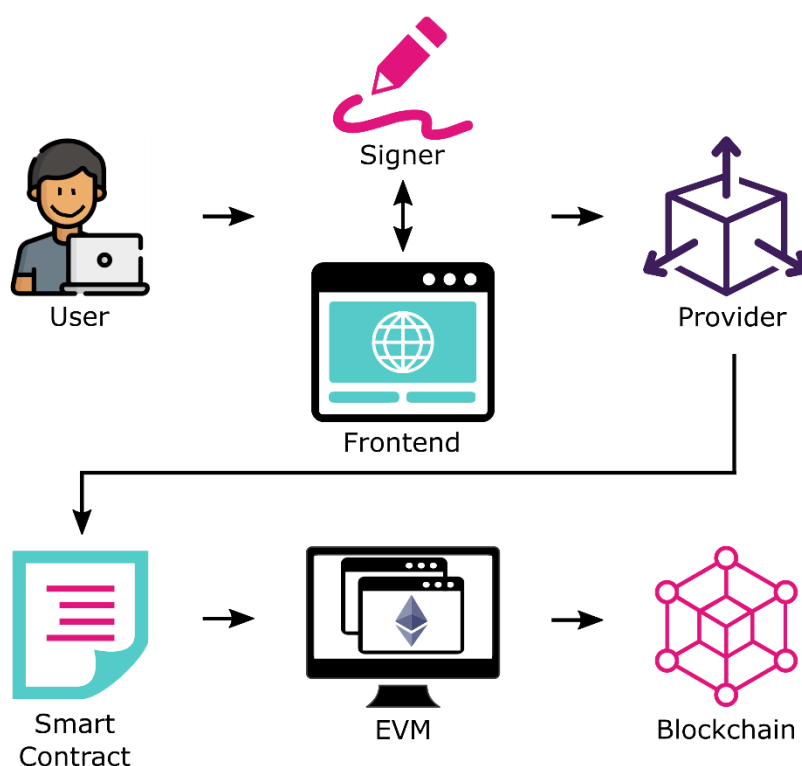 Signer
User
Provider
Frontend
Smart
Contract
EVM
Blockchain